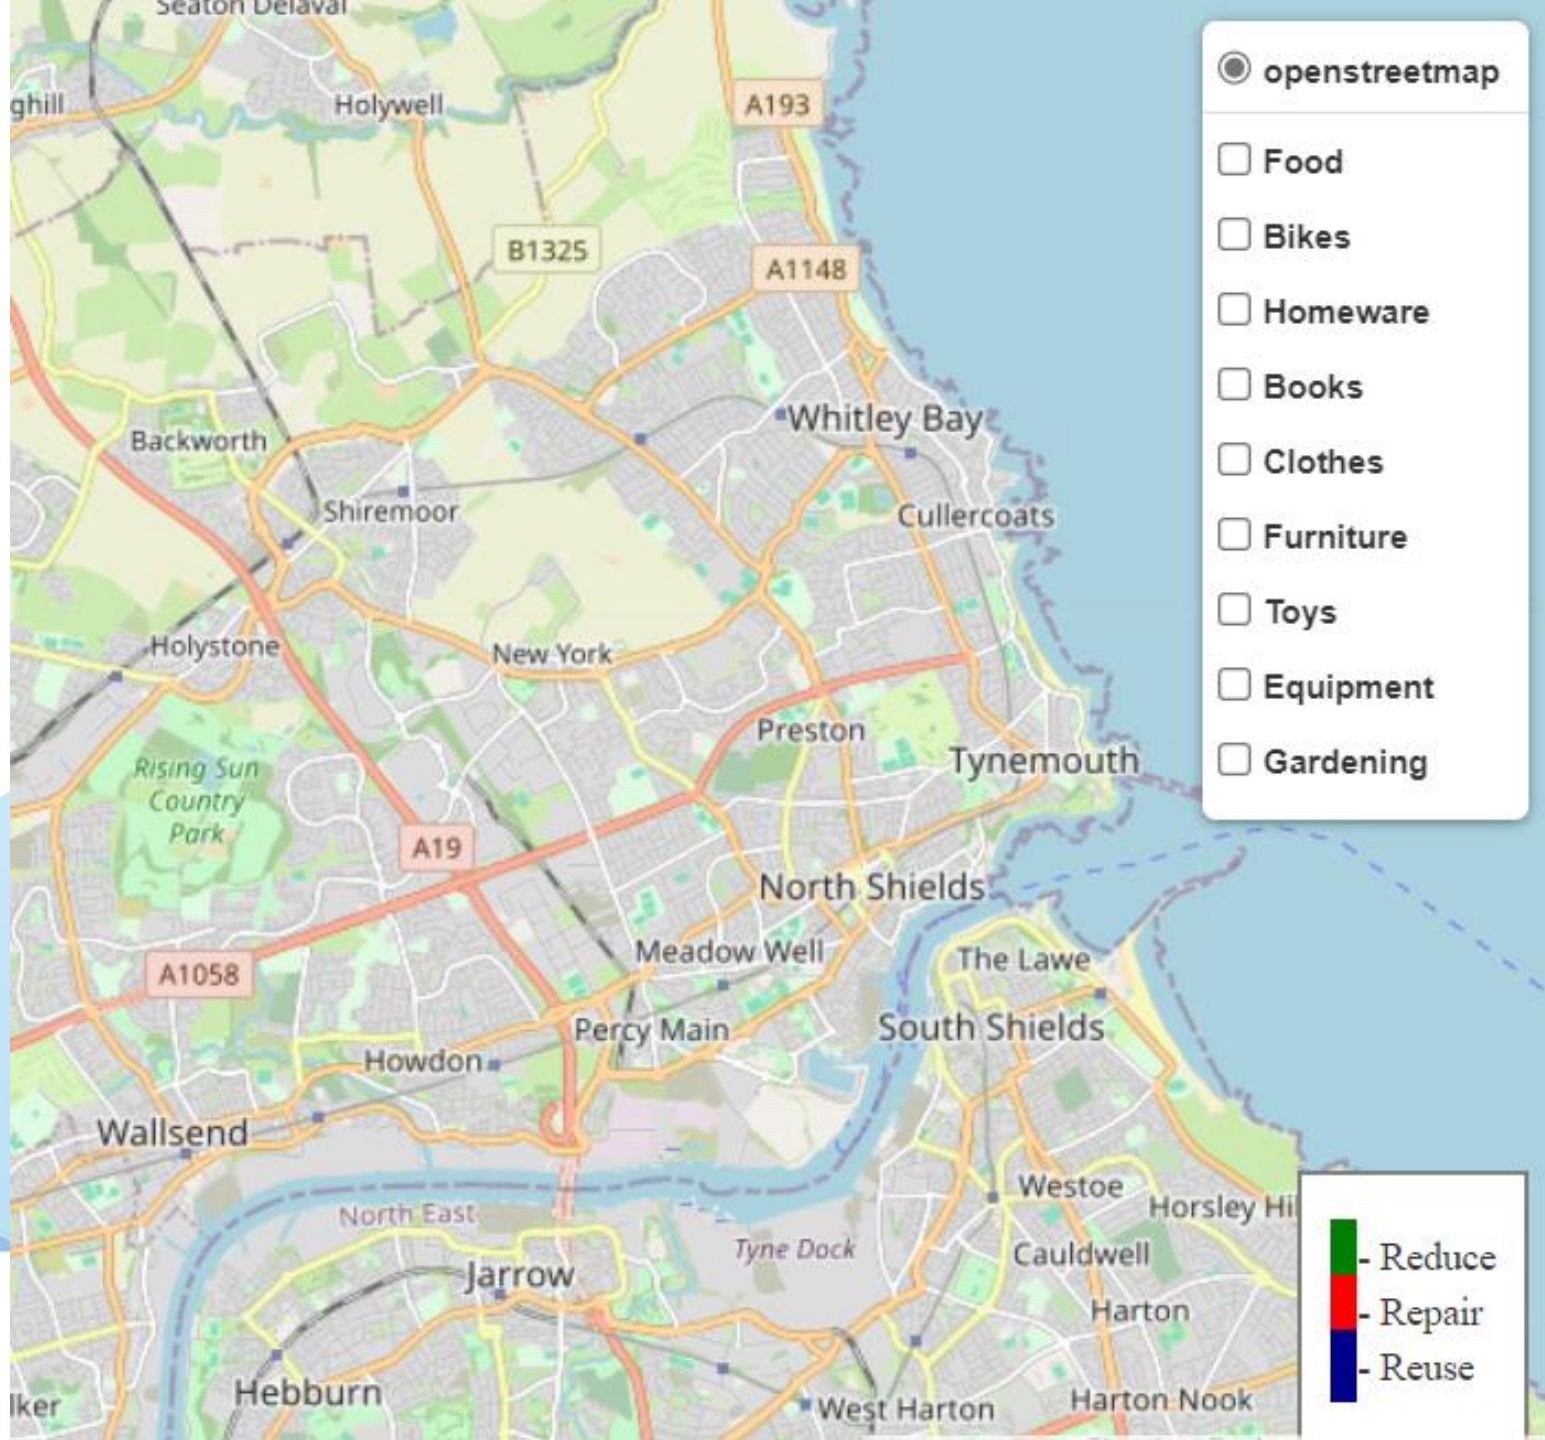 Seaton Delaval
ghill
Holywell
A193
B1325
A1148
Backworth
Whitley Bay
Shiremoor
Cullercoats
Holystone
New York
Preston
Tynemouth
Rising Sun
Country
Park
A19
North Shields
Meadow Well
The Lawe
A1058
Percy Main
South Shields
Howdon
Wallsend
Westoe
Horsley Hil
North East
Tyne Dock
Cauldwell
Jarrow
Harton
Hebburn
lker
West Harton
Harton Nook
openstreetmap
Food
Bikes
Homeware
Books
Clothes
Furniture
Toys
Equipment
Gardening
- Reduce
- Repair
- Reuse